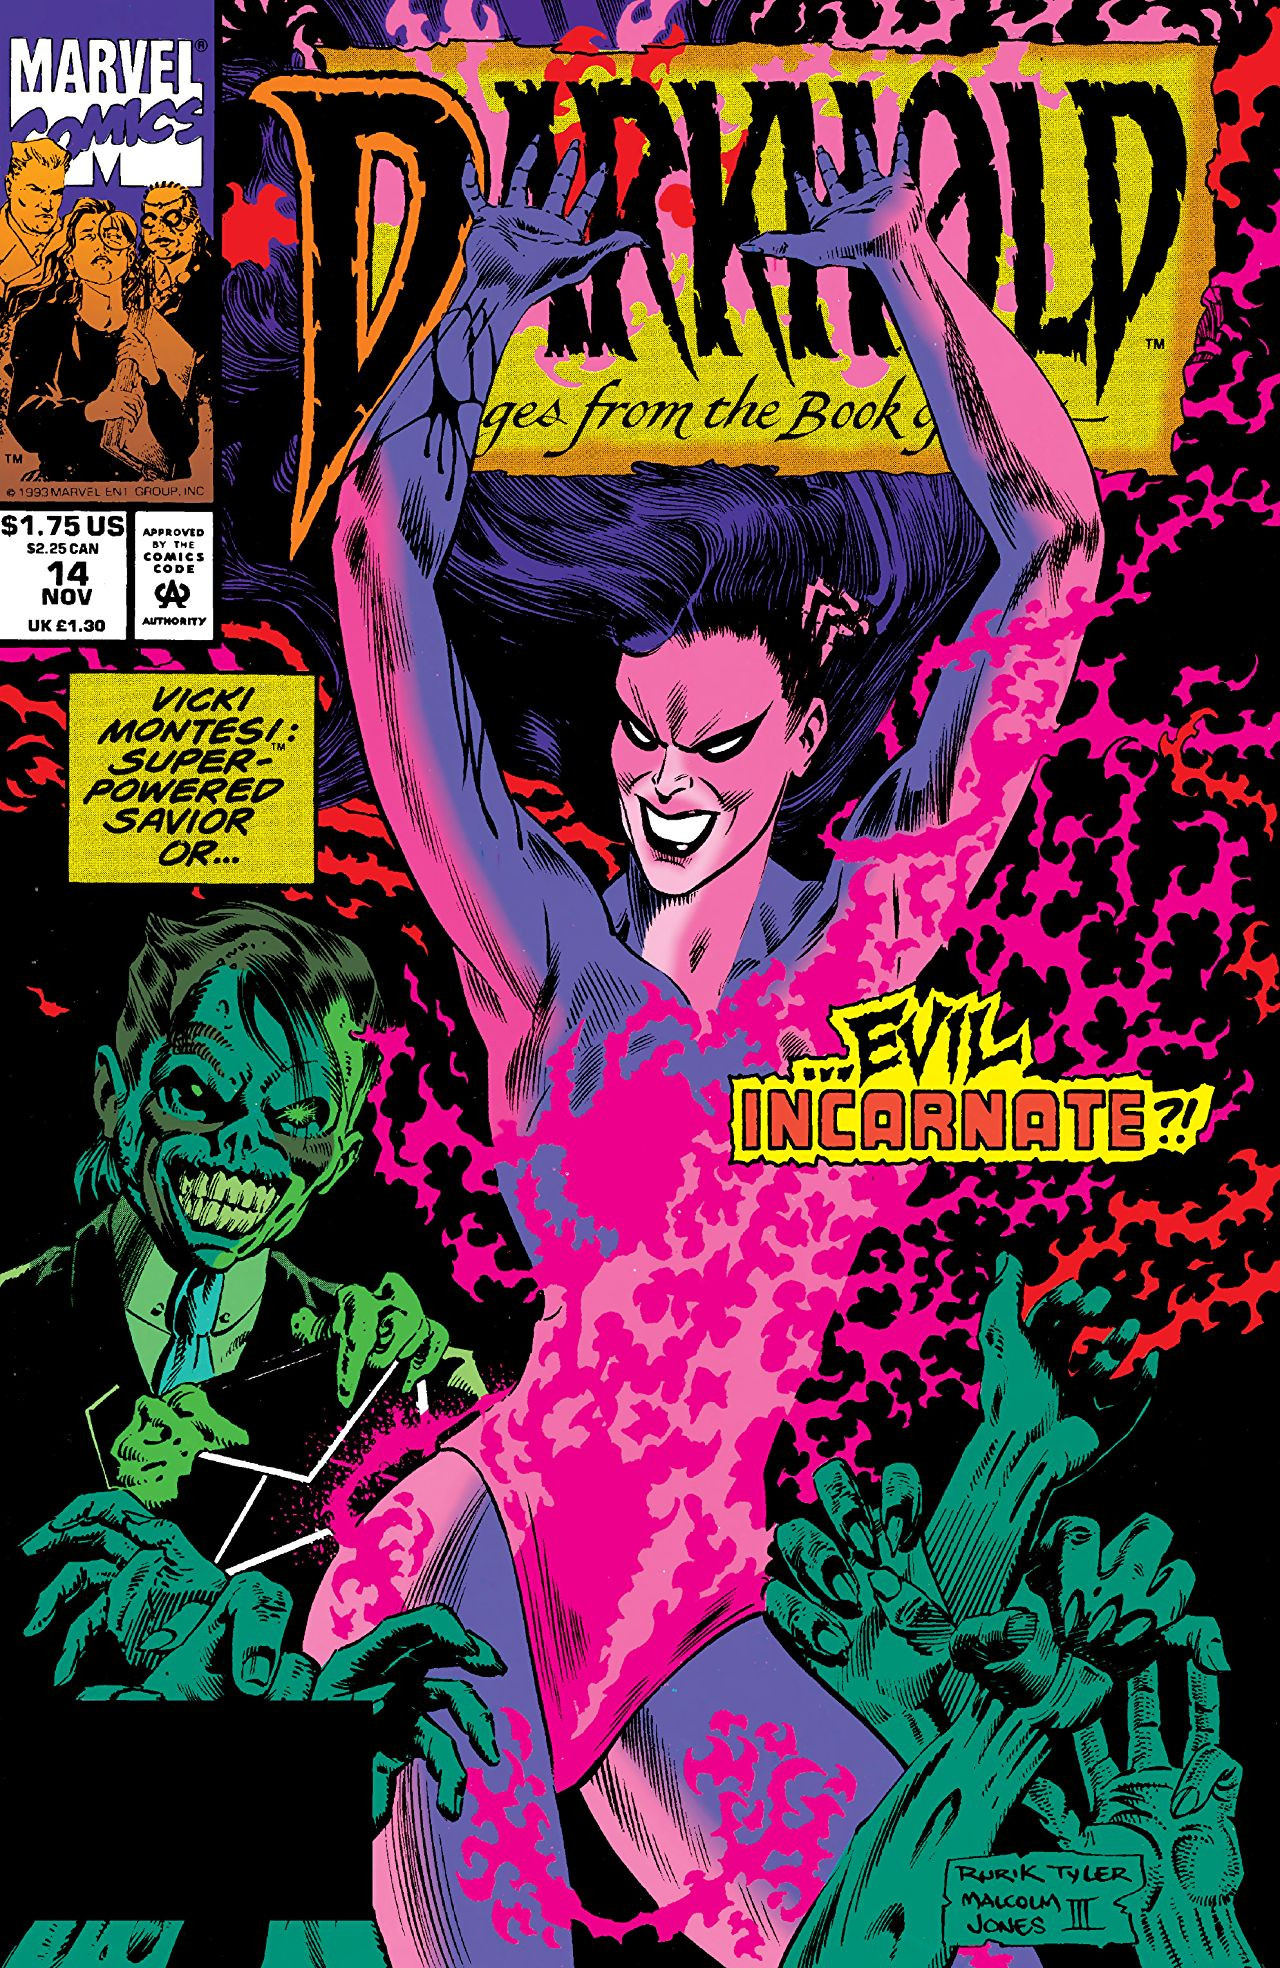 MARVEL®
COMICS
M
DARKHOLD
™
ges from the Book of
™
© 1993 MARVEL ENT. GROUP, INC
$1.75 US
$2.25 CAN
14
NOV
UK £1.30
APPROVED
BY THE
COMICS
CODE
CA
AUTHORITY
VICKI
MONTESI:™
SUPER-
POWERED
SAVIOR
OR...
...EVIL
INCARNATE?!
RURIK TYLER
MALCOLM III
JONES